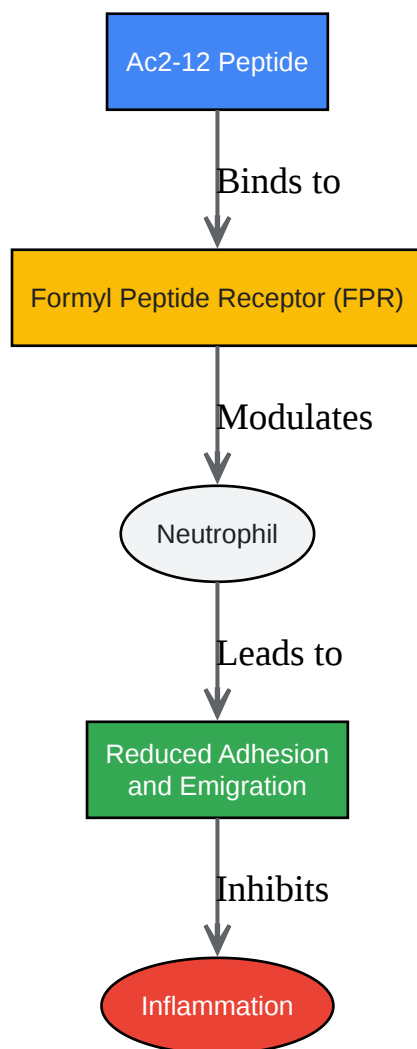 Ac2-12 Peptide
Binds to
Formyl Peptide Receptor (FPR)
Modulates
Neutrophil
Leads to
Reduced Adhesion
and Emigration
Inhibits
Inflammation